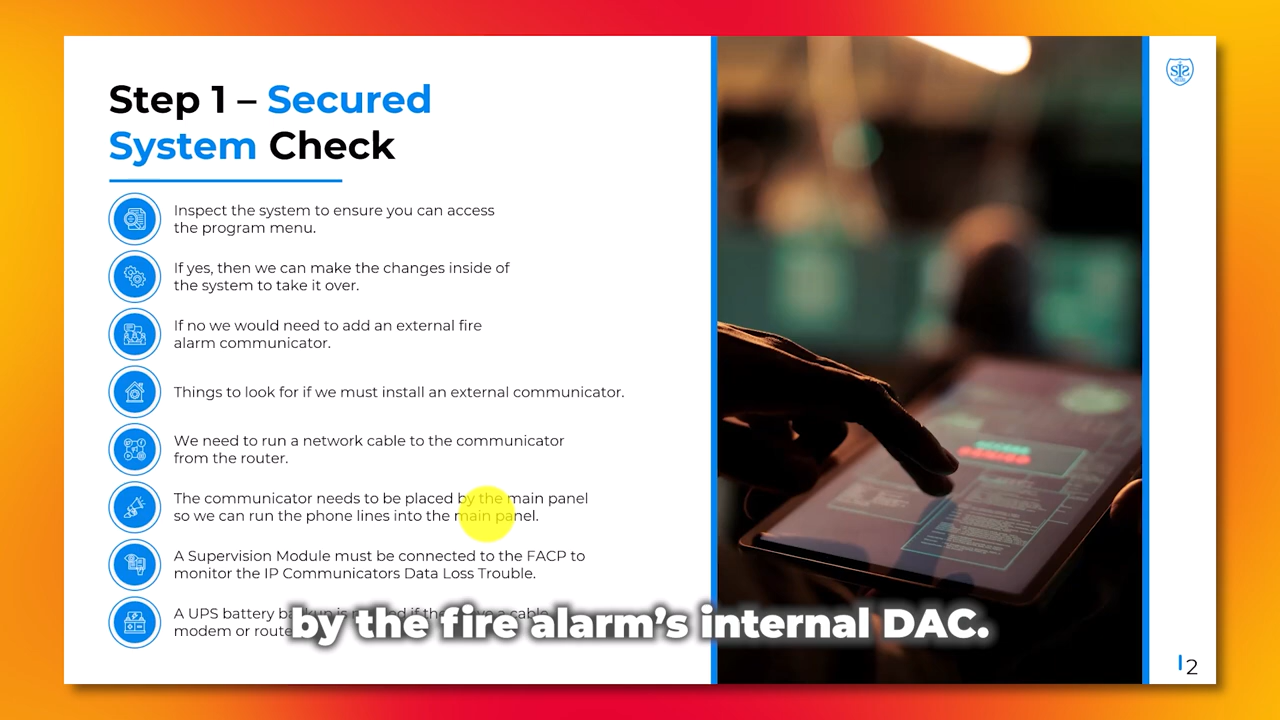 Step 1 – Secured
System Check
Inspect the system to ensure you can access
the program menu.
If yes, then we can make the changes inside of
the system to take it over.
If no we would need to add an external fire
alarm communicator.
Things to look for if we must install an external communicator.
We need to run a network cable to the communicator
from the router.
The communicator needs to be placed by the main panel
so we can run the phone lines into the main panel.
A Supervision Module must be connected to the FACP to
monitor the IP Communicators Data Loss Trouble.
A UPS battery backup is if they a cable
modem or
by the fire alarm’s internal DAC.
SIS
2